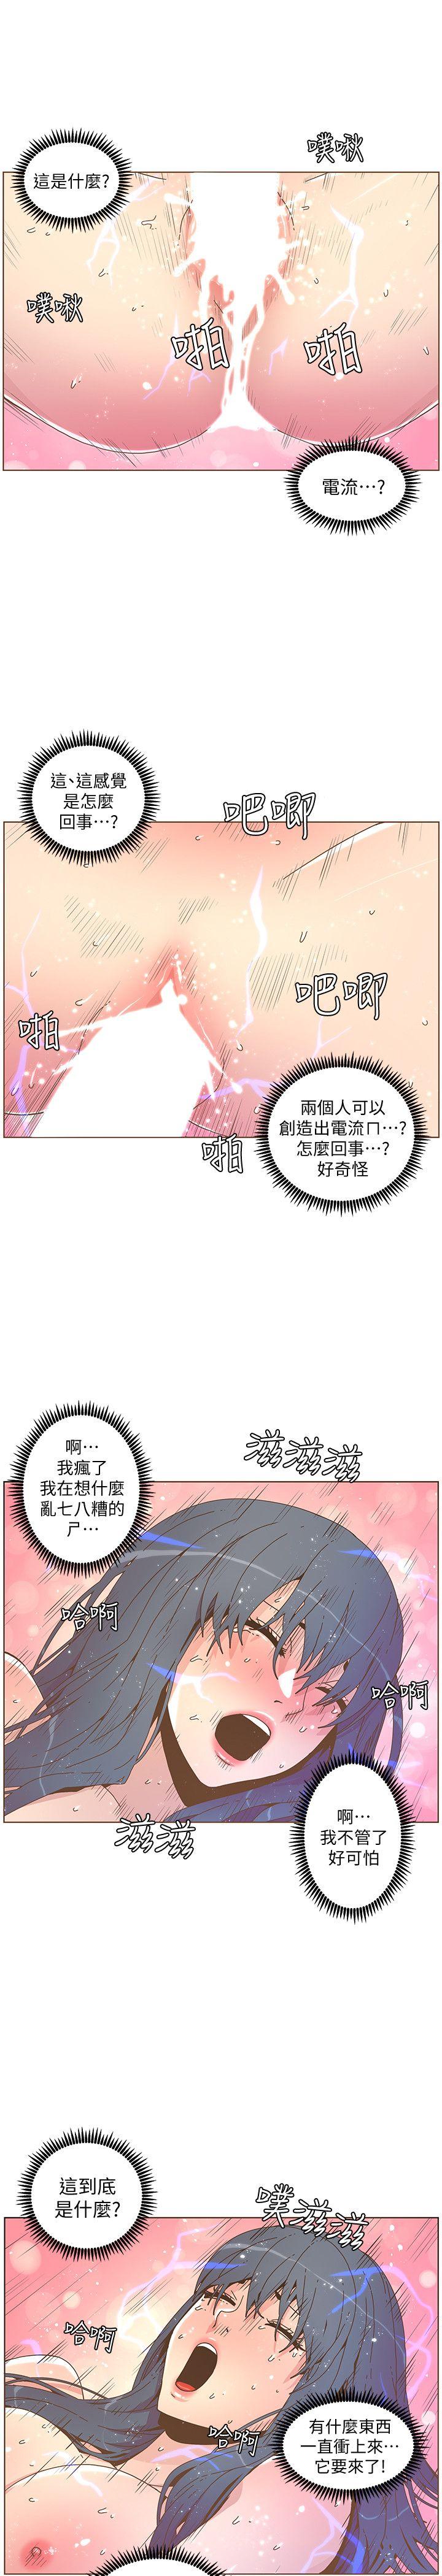 噗啾
這是什麼?
噗啾
啪
啪
電流…?
這、這感覺
是怎麼
回事…?
吧唧
吧唧
啪
兩個人可以
創造出電流ㄇ…?
怎麼回事…?
好奇怪
啪
滋滋滋
啊…
我瘋了
我在想什麼
亂七八糟的
ㄕ…
哈啊
哈啊
啊…
我不管了
好可怕
滋滋
這到底
是什麼?
噗滋滋
哈啊
哈啊
有什麼東西
一直衝上來…
它要來了!